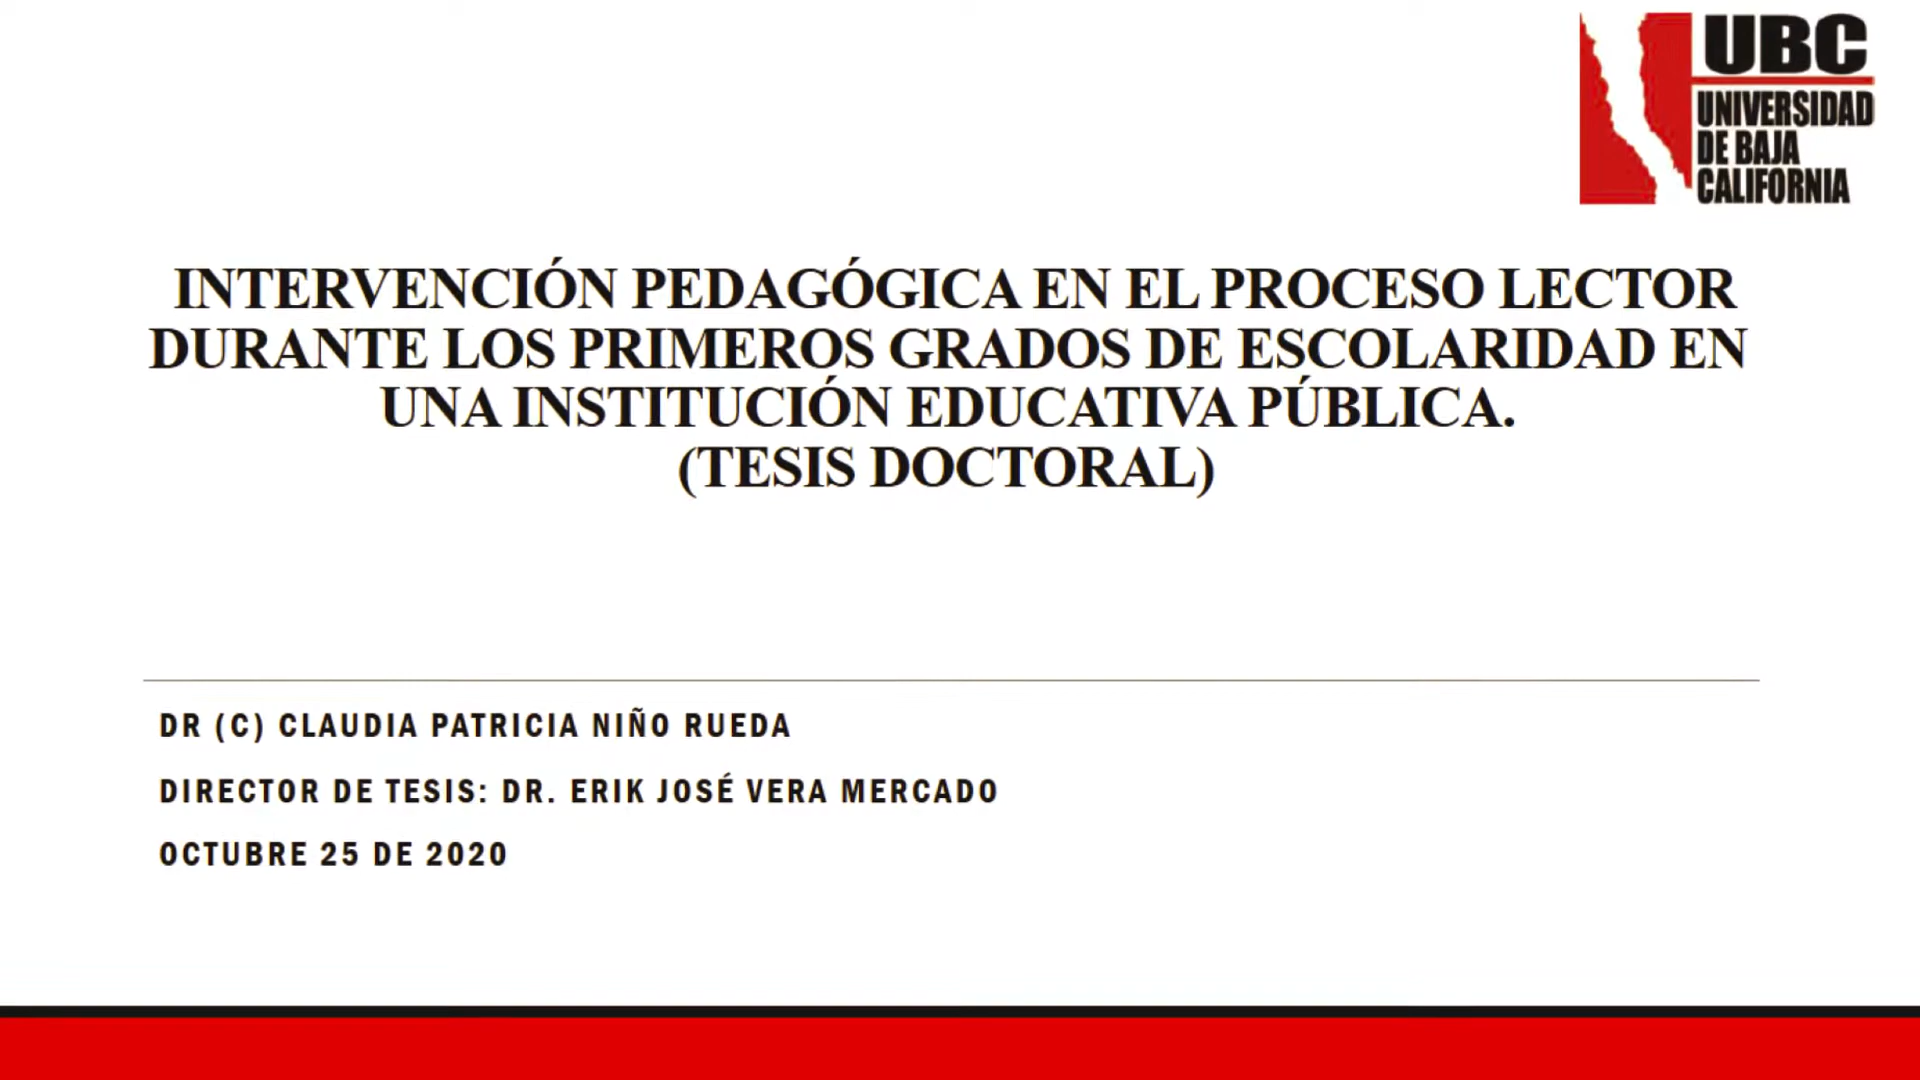 UBC
UNIVERSIDAD
DE BAJA
CALIFORNIA
INTERVENCIÓN PEDAGÓGICA EN EL PROCESO LECTOR
DURANTE LOS PRIMEROS GRADOS DE ESCOLARIDAD EN
UNA INSTITUCIÓN EDUCATIVA PÚBLICA.
(TESIS DOCTORAL)
DR (C) CLAUDIA PATRICIA NIÑO RUEDA
DIRECTOR DE TESIS: DR. ERIK JOSÉ VERA MERCADO
OCTUBRE 25 DE 2020